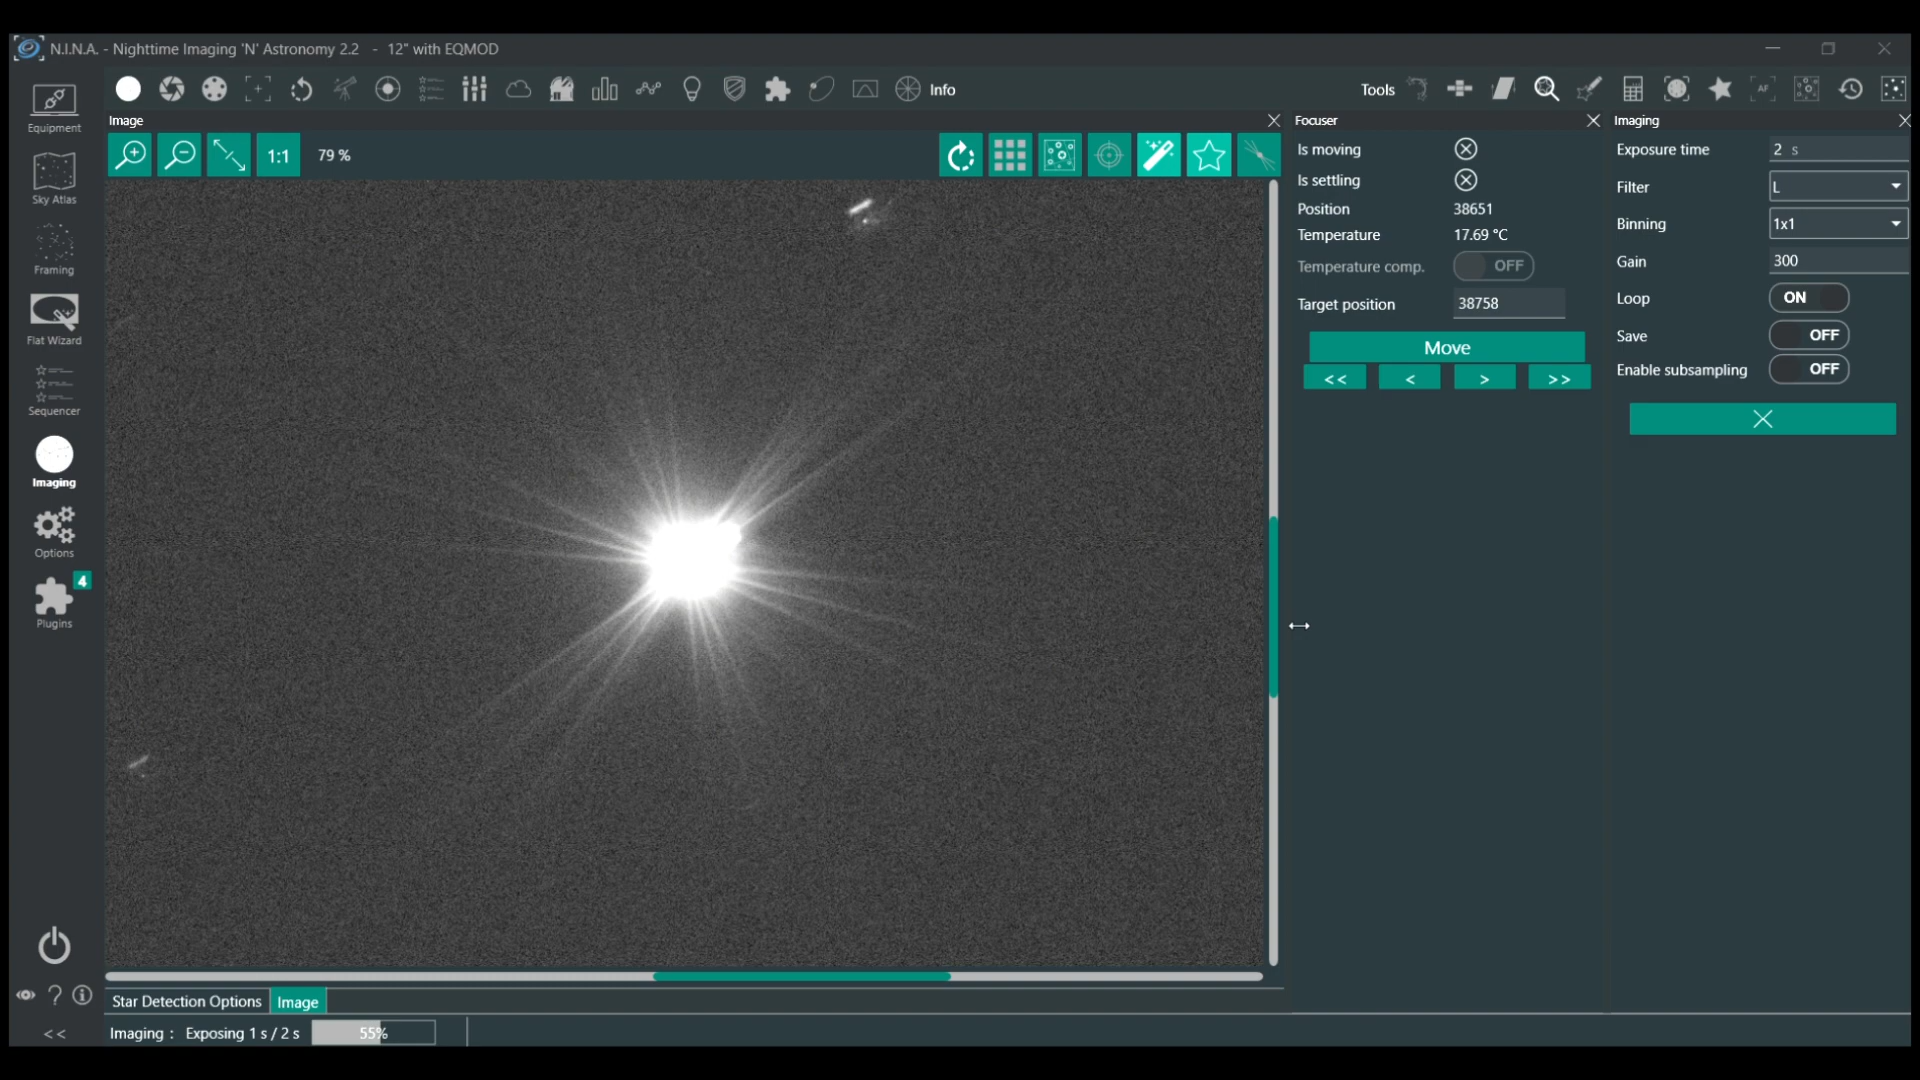 N.I.N.A. - Nighttime Imaging 'N' Astronomy 2.2 - 12" with EQMOD
Info
Tools
AF
Equipment
Sky Atlas
Framing
Flat Wizard
Sequencer
Imaging
Options
4
Plugins
<<
Image
1:1
79 %
Focuser
Is moving
Is settling
Position 38651
Temperature 17.69 °C
Temperature comp. OFF
Target position 38758
Move
<< < > >>
Imaging
Exposure time 2 s
Filter L
Binning 1x1
Gain 300
Loop ON
Save OFF
Enable subsampling OFF
Star Detection Options Image
Imaging : Exposing 1 s / 2 s 55%